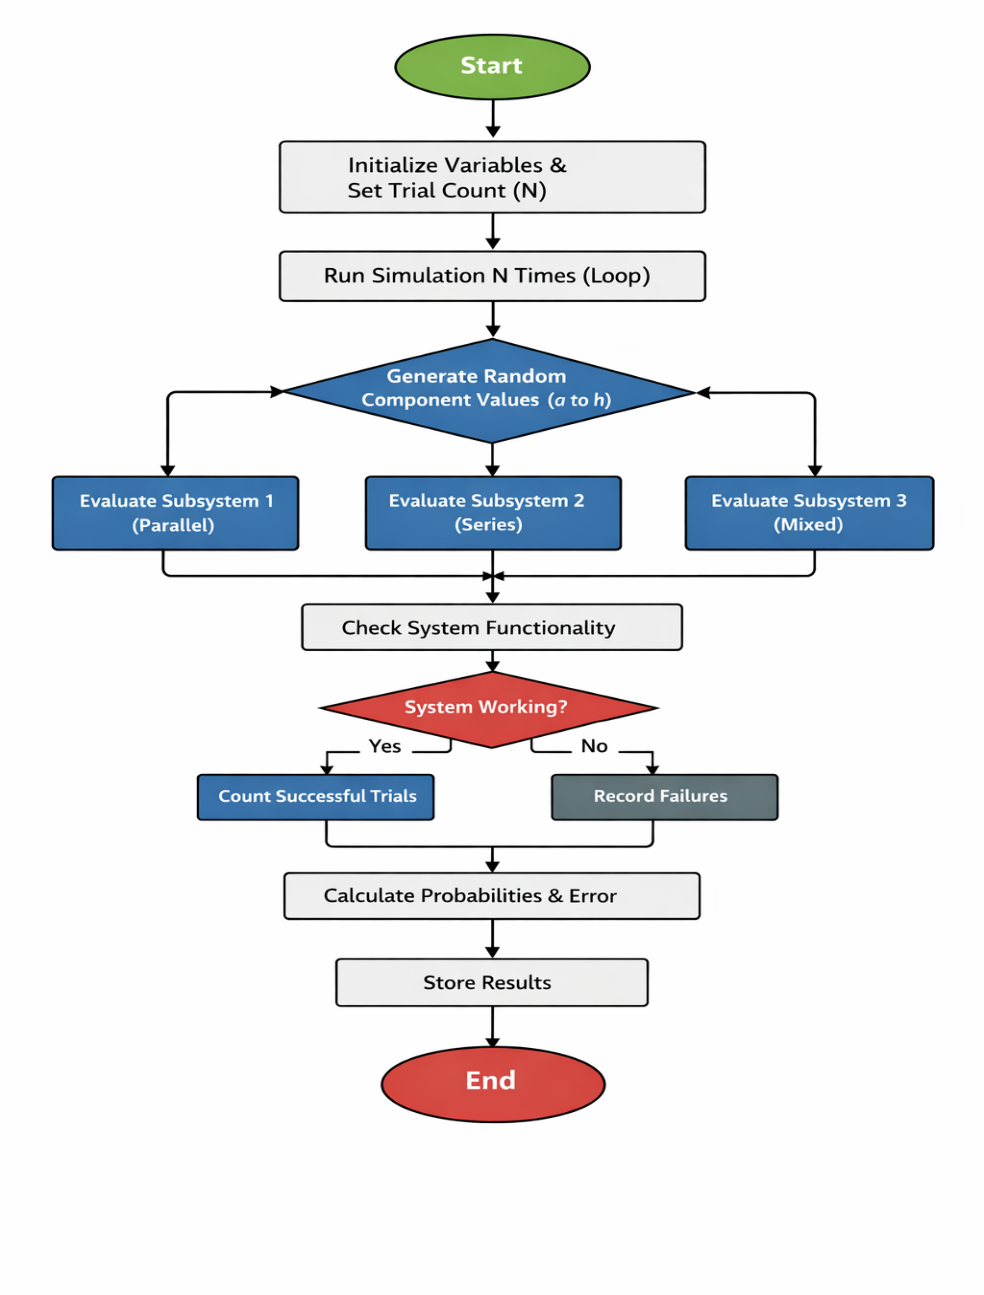 Start
Initialize Variables &
Set Trial Count (N)
Run Simulation N Times (Loop)
Generate Random
Component Values (a to h)
Evaluate Subsystem 1
(Parallel)
Evaluate Subsystem 2
(Series)
Evaluate Subsystem 3
(Mixed)
Check System Functionality
System Working?
Yes
No
Count Successful Trials
Record Failures
Calculate Probabilities & Error
Store Results
End